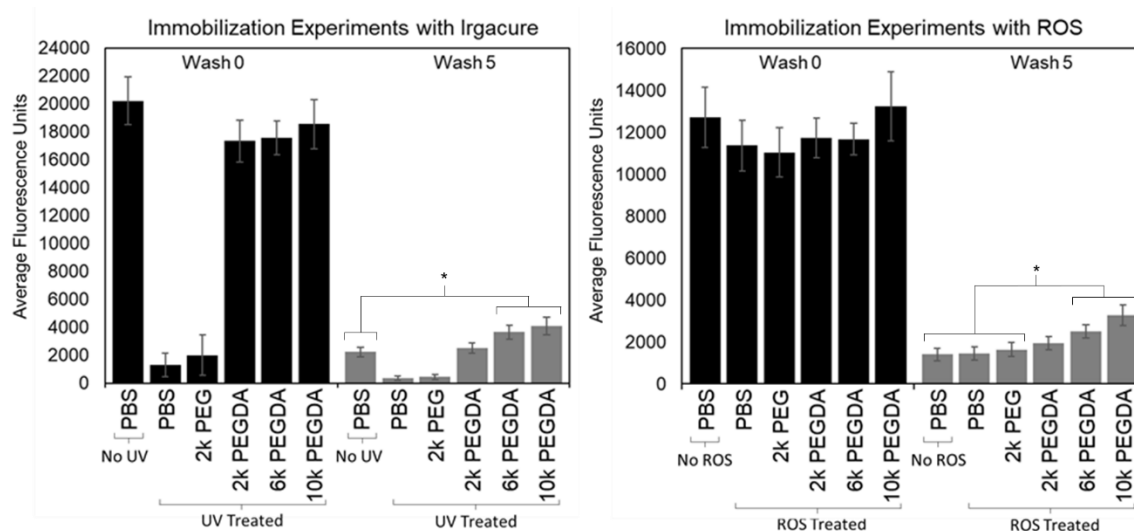 Immobilization Experiments with Irgacure
Wash 0
Wash 5
Average Fluorescence Units
24000
22000
20000
18000
16000
14000
12000
10000
8000
6000
4000
2000
0
*
PBS
PBS
2k PEG
2k PEGDA
6k PEGDA
10k PEGDA
PBS
PBS
2k PEG
2k PEGDA
6k PEGDA
10k PEGDA
No UV
No UV
UV Treated
UV Treated
Immobilization Experiments with ROS
Wash 0
Wash 5
Average Fluorescence Units
16000
14000
12000
10000
8000
6000
4000
2000
0
*
PBS
PBS
2k PEG
2k PEGDA
6k PEGDA
10k PEGDA
PBS
PBS
2k PEG
2k PEGDA
6k PEGDA
10k PEGDA
No ROS
No ROS
ROS Treated
ROS Treated